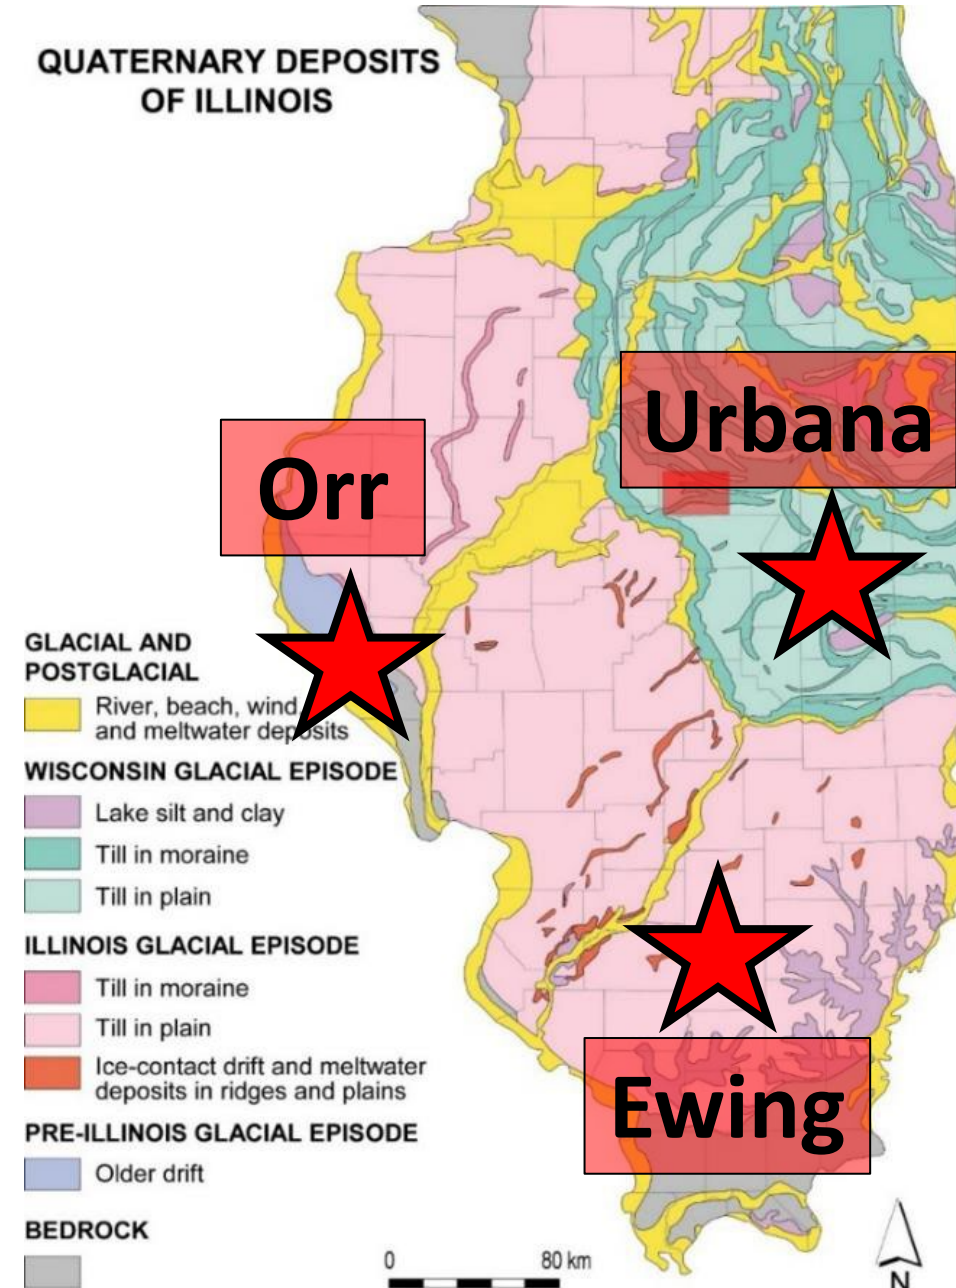 QUATERNARY DEPOSITS
OF ILLINOIS
Urbana
Orr
GLACIAL AND
POSTGLACIAL
River, beach, wind
and meltwater deposits
WISCONSIN GLACIAL EPISODE
Lake silt and clay
Till in moraine
Till in plain
ILLINOIS GLACIAL EPISODE
Till in moraine
Till in plain
Ice-contact drift and meltwater
deposits in ridges and plains
PRE-ILLINOIS GLACIAL EPISODE
Older drift
BEDROCK
Ewing
0 80 km
N